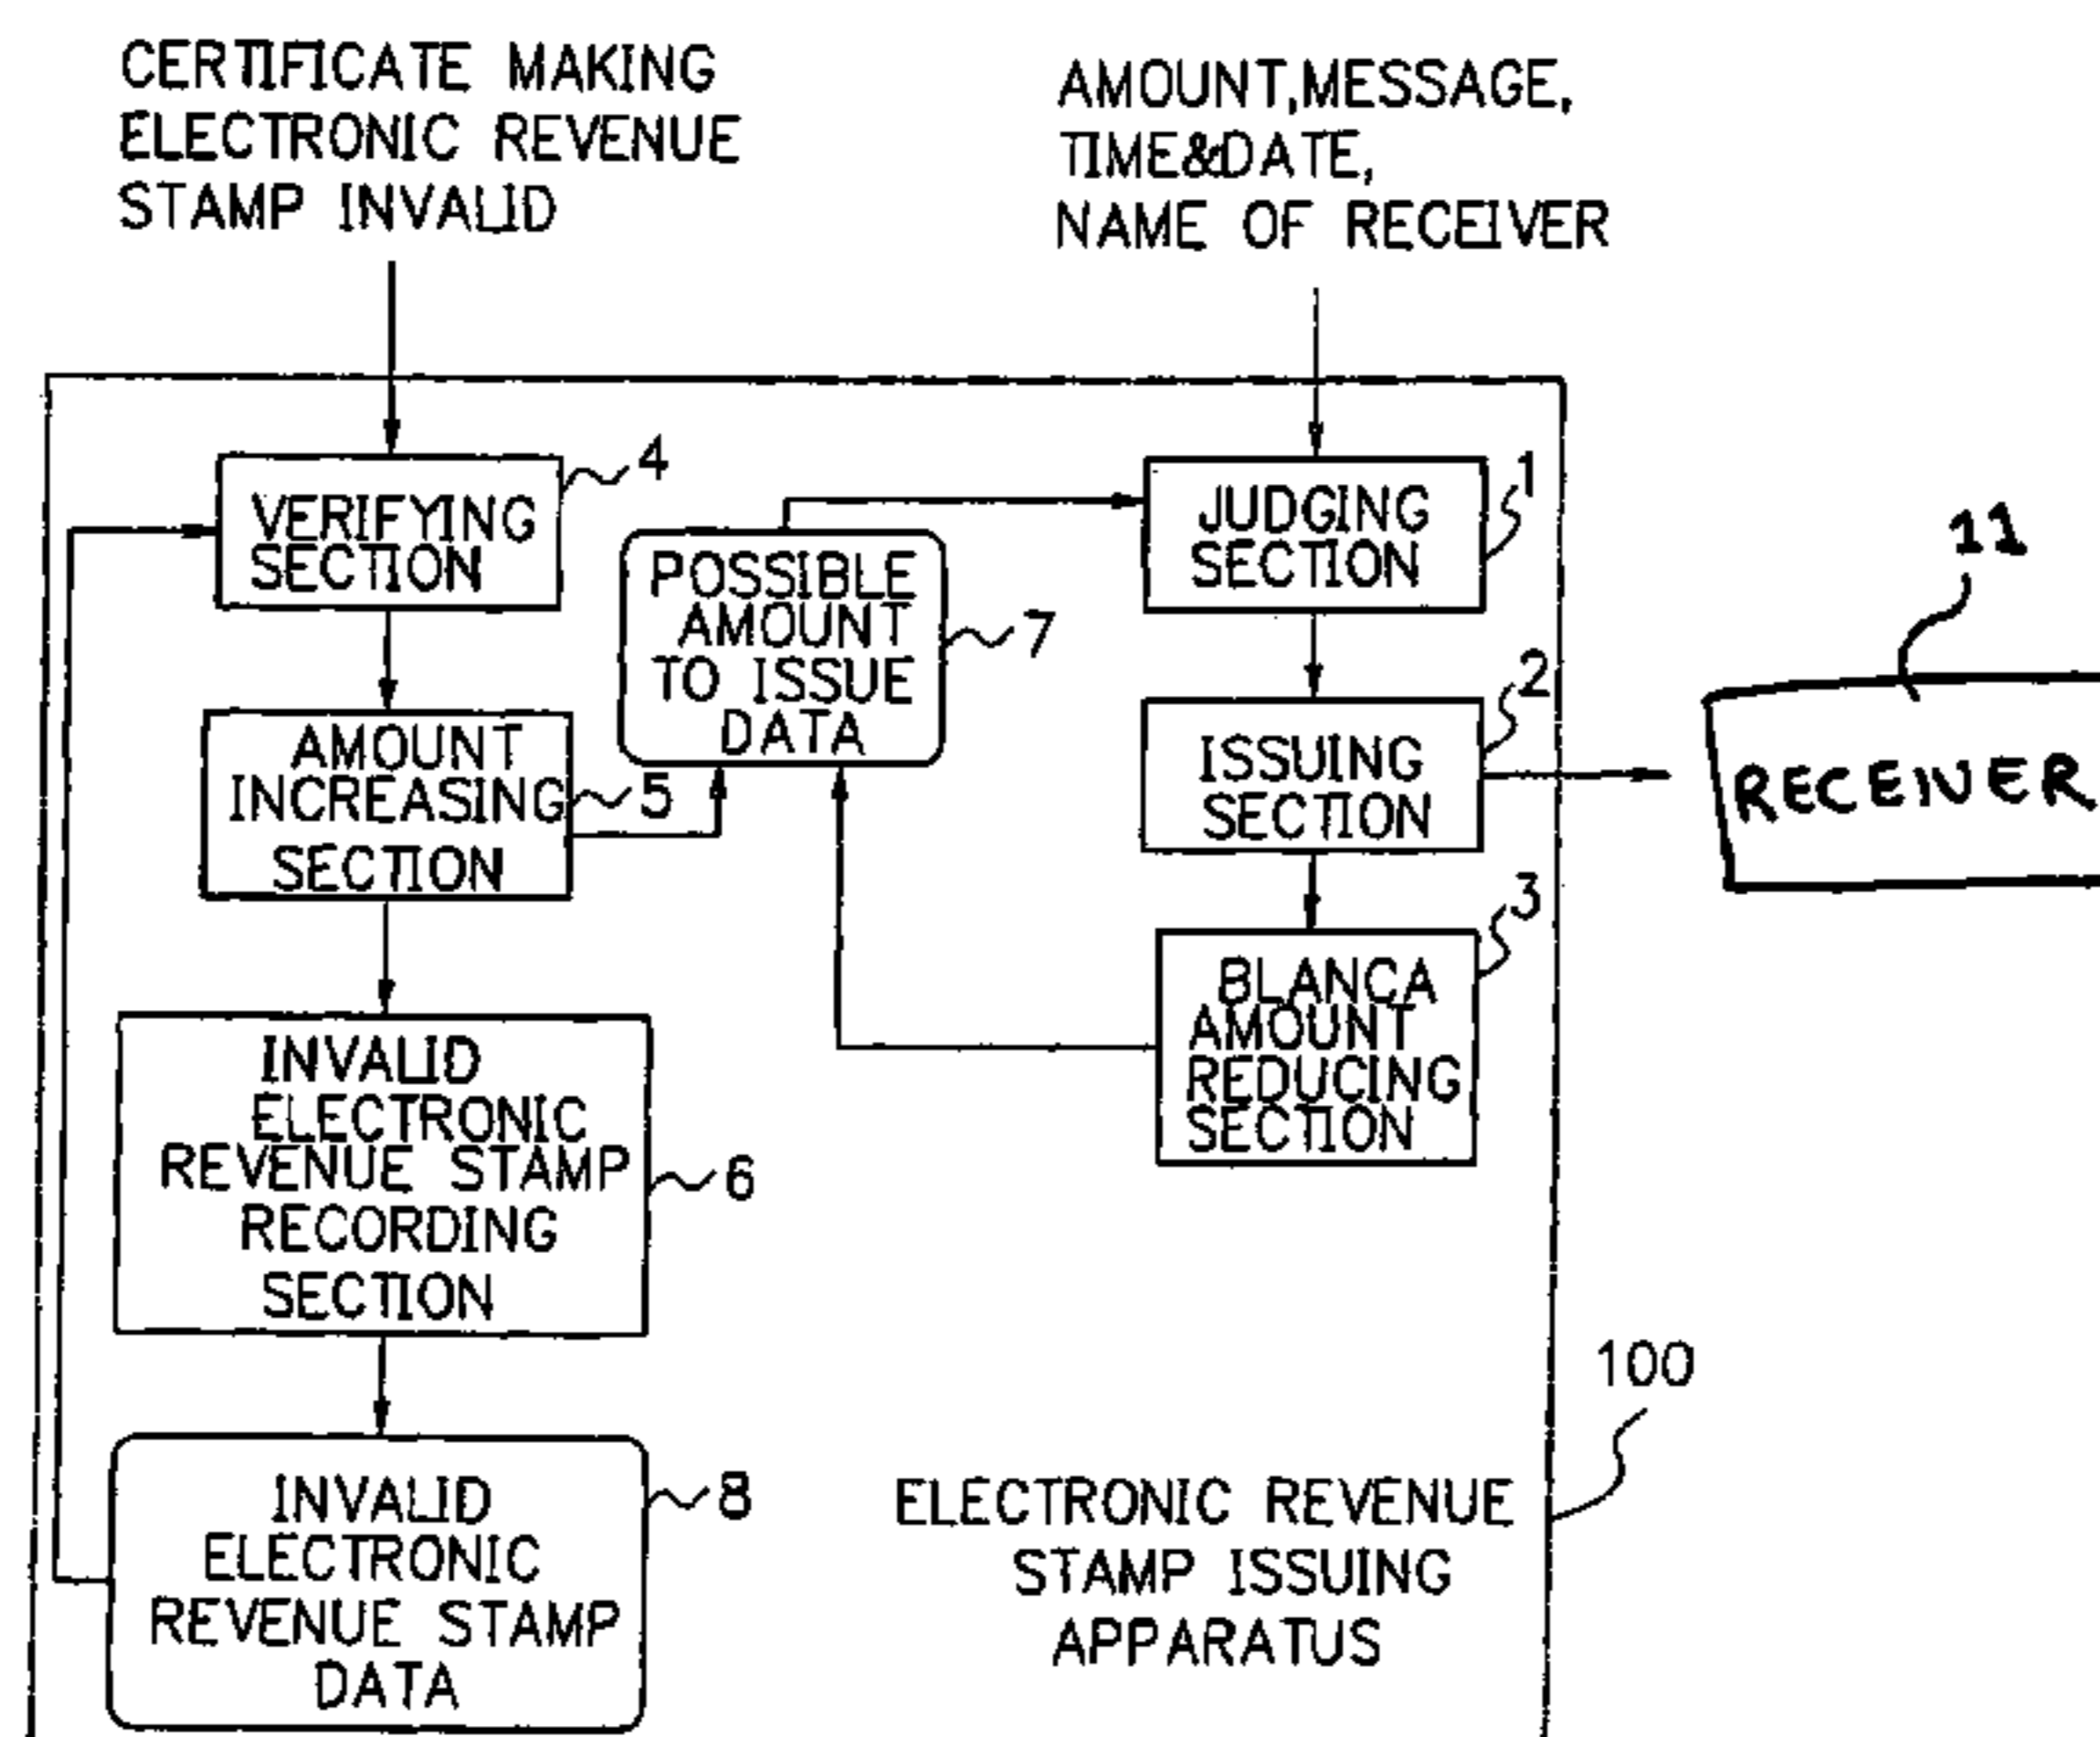 CERTIFICATE MAKING
ELECTRONIC REVENUE
STAMP INVALID
AMOUNT,MESSAGE,
TIME&DATE,
NAME OF RECEIVER
VERIFYING
SECTION
4
POSSIBLE
AMOUNT
TO ISSUE
DATA
7
JUDGING
SECTION
1
11
RECEIVER
AMOUNT
INCREASING
SECTION
5
ISSUING
SECTION
2
BLANCA
AMOUNT
REDUCING
SECTION
3
INVALID
ELECTRONIC
REVENUE STAMP
RECORDING
SECTION
6
INVALID
ELECTRONIC
REVENUE STAMP
DATA
8
ELECTRONIC REVENUE
STAMP ISSUING
APPARATUS
100